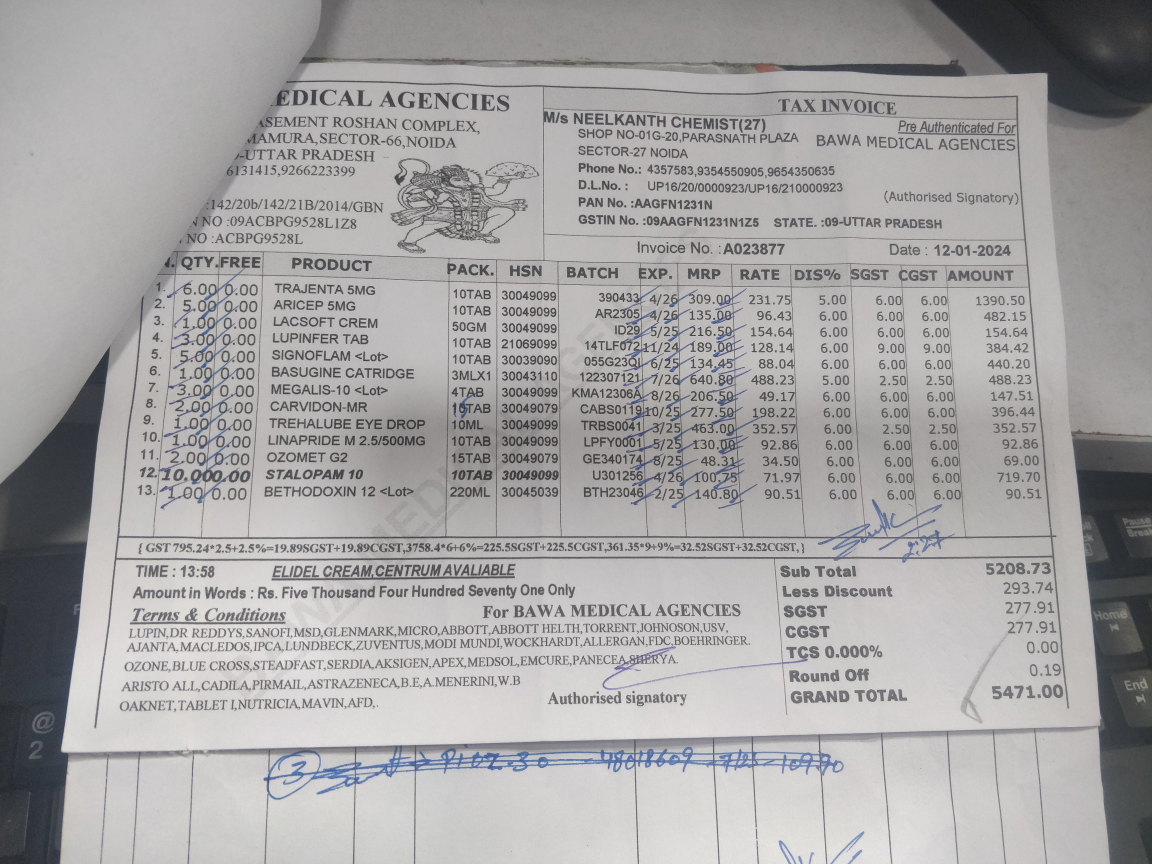 EDICAL AGENCIES
ASEMENT ROSHAN COMPLEX,
MAMURA,SECTOR-66,NOIDA
-UTTAR PRADESH
6131415,9266223399
:142/20b/142/21B/2014/GBN
N NO :09ACBPG9528L1Z8
NO :ACBPG9528L
TAX INVOICE
M/s NEELKANTH CHEMIST(27)
SHOP NO-01G-20,PARASNATH PLAZA
SECTOR-27 NOIDA
Phone No.: 4357583,9354550905,9654350635
D.L.No. : UP16/20/0000923/UP16/210000923
PAN No. :AAGFN1231N
GSTIN No. :09AAGFN1231N1Z5 STATE. :09-UTTAR PRADESH
Pre Authenticated For
BAWA MEDICAL AGENCIES
(Authorised Signatory)
Invoice No. :A023877 Date : 12-01-2024
N. QTY. FREE PRODUCT PACK. HSN BATCH EXP. MRP RATE DIS% SGST CGST AMOUNT
1. 6.00 0.00 TRAJENTA 5MG 10TAB 30049099 390433 4/26 309.00 231.75 5.00 6.00 6.00 1390.50
2. 5.00 0.00 ARICEP 5MG 10TAB 30049099 AR2305 4/26 135.00 96.43 6.00 6.00 6.00 482.15
3. 1.00 0.00 LACSOFT CREM 50GM 30049099 ID29 5/25 216.50 154.64 6.00 6.00 6.00 154.64
4. 3.00 0.00 LUPINFER TAB 10TAB 21069099 14TLF072 11/24 189.00 128.14 6.00 9.00 9.00 384.42
5. 5.00 0.00 SIGNOFLAM <Lot> 10TAB 30039090 055G23QL 6/25 134.45 88.04 6.00 6.00 6.00 440.20
6. 1.00 0.00 BASUGINE CATRIDGE 3MLX1 30043110 122307121 7/26 640.80 488.23 5.00 2.50 2.50 488.23
7. 3.00 0.00 MEGALIS-10 <Lot> 4TAB 30049099 KMA12306A 8/26 206.50 49.17 6.00 6.00 6.00 147.51
8. 2.00 0.00 CARVIDON-MR 10TAB 30049079 CABS0119 10/25 277.50 198.22 6.00 6.00 6.00 396.44
9. 1.00 0.00 TREHALUBE EYE DROP 10ML 30049099 TRBS0041 3/25 463.00 352.57 6.00 2.50 2.50 352.57
10. 1.00 0.00 LINAPRIDE M 2.5/500MG 10TAB 30049099 LPFY0001 5/25 130.00 92.86 6.00 6.00 6.00 92.86
11. 2.00 0.00 OZOMET G2 15TAB 30049079 GE340174 8/25 48.31 34.50 6.00 6.00 6.00 69.00
12. 10.00 0.00 STALOPAM 10 10TAB 30049099 U301256 4/26 100.75 71.97 6.00 6.00 6.00 719.70
13. 1.00 0.00 BETHODOXIN 12 <Lot> 220ML 30045039 BTH23046 2/25 140.80 90.51 6.00 6.00 6.00 90.51
{ GST 795.24*2.5+2.5%=19.89SGST+19.89CGST,3758.4*6+6%=225.5SGST+225.5CGST,361.35*9+9%=32.52SGST+32.52CGST,}
TIME : 13:58 ELIDEL CREAM,CENTRUM AVALIABLE
Amount in Words : Rs. Five Thousand Four Hundred Seventy One Only
Terms & Conditions For BAWA MEDICAL AGENCIES
LUPIN,DR REDDYS,SANOFI,MSD,GLENMARK,MICRO,ABBOTT,ABBOTT HELTH,TORRENT,JOHNOSON,USV,
AJANTA,MACLEDOS,IPCA,LUNDBECK,ZUVENTUS,MODI MUNDI,WOCKHARDT,ALLERGAN,FDC,BOEHRINGER.
OZONE,BLUE CROSS,STEADFAST,SERDIA,AKSIGEN,APEX,MEDSOL,EMCURE,PANECEA,SHERYA.
ARISTO ALL,CADILA,PIRMAIL,ASTRAZENECA,B.E,A.MENERINI,W.B
OAKNET,TABLET I,NUTRICIA,MAVIN,AFD,.
Authorised signatory
Sub Total 5208.73
Less Discount 293.74
SGST 277.91
CGST 277.91
TCS 0.000% 0.00
Round Off 0.19
GRAND TOTAL 5471.00
3 Pioz 30 48018609 7/25 109.70
Pause
Break
Home
End
@
2